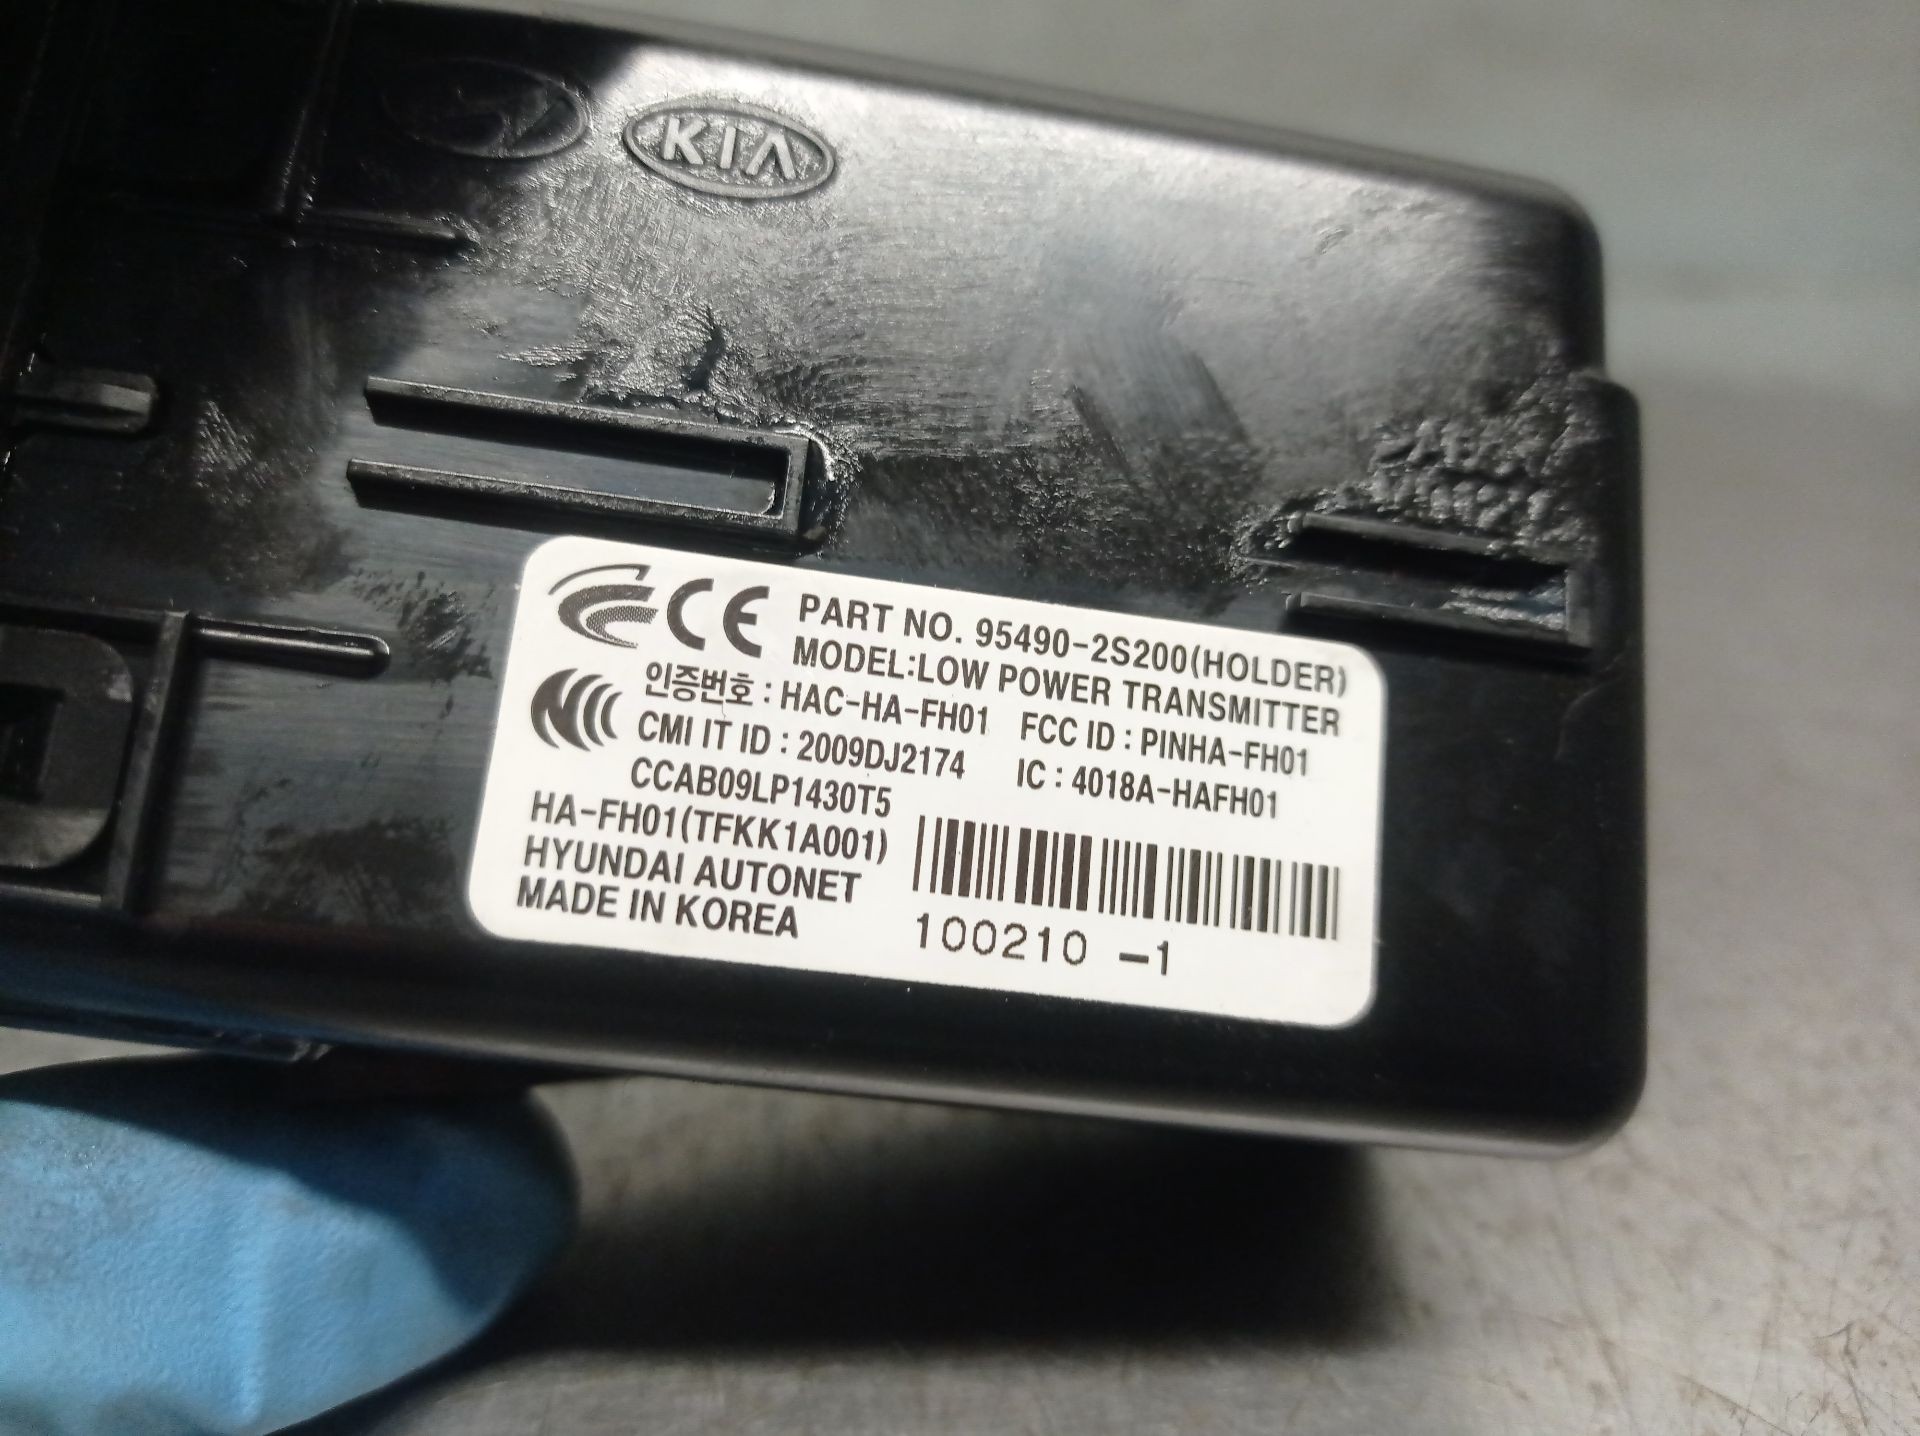 KIA
CE PART NO. 95490-2S200(HOLDER)
MODEL:LOW POWER TRANSMITTER
인증번호 : HAC-HA-FH01 FCC ID : PINHA-FH01
CMI IT ID : 2009DJ2174 IC : 4018A-HAFH01
CCAB09LP1430T5
HA-FH01(TFKK1A001)
HYUNDAI AUTONET
MADE IN KOREA
100210 -1